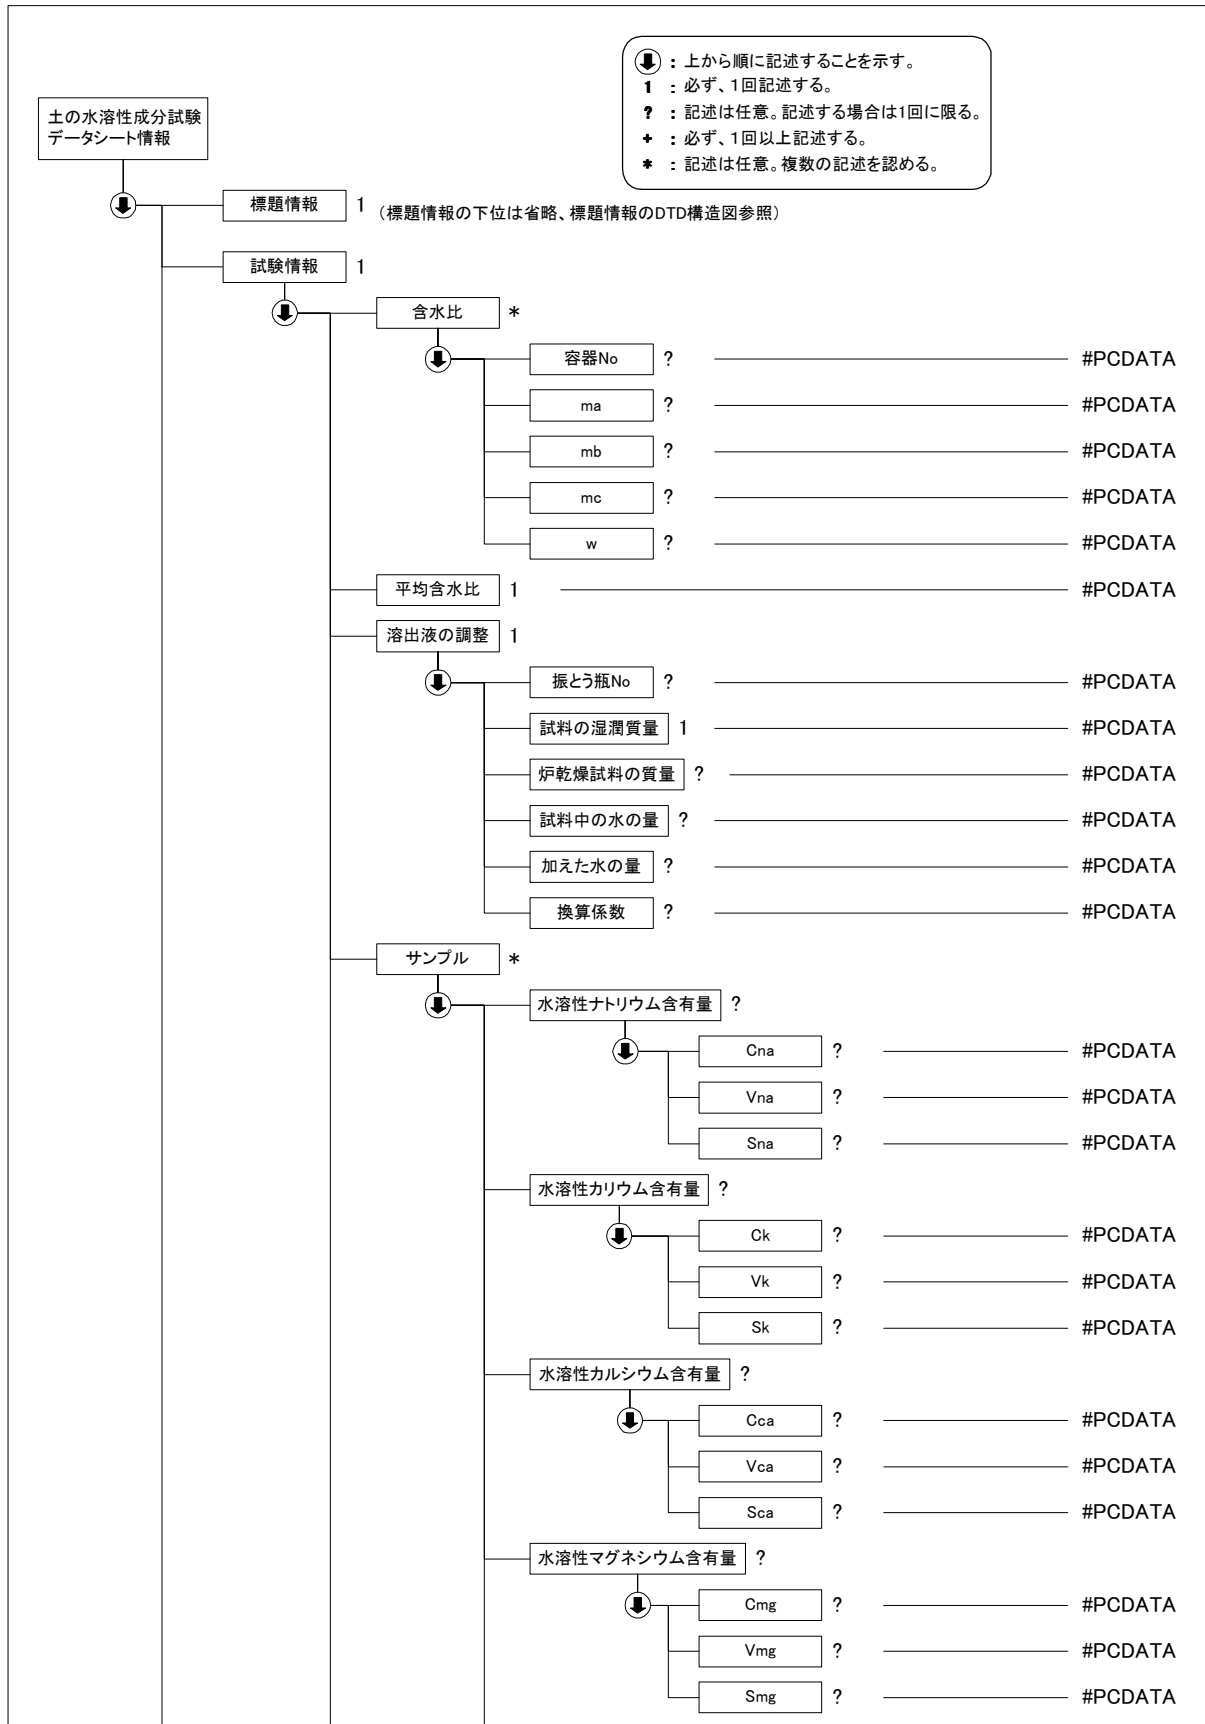 ：上から順に記述することを示す。
1：必ず、1回記述する。
?：記述は任意。記述する場合は1回に限る。
+：必ず、1回以上記述する。
*：記述は任意。複数の記述を認める。
土の水溶性成分試験
データシート情報
標題情報 1 （標題情報の下位は省略、標題情報のDTD構造図参照）
試験情報 1
含水比 *
容器No ? #PCDATA
ma ? #PCDATA
mb ? #PCDATA
mc ? #PCDATA
w ? #PCDATA
平均含水比 1 #PCDATA
溶出液の調整 1
振とう瓶No ? #PCDATA
試料の湿潤質量 1 #PCDATA
炉乾燥試料の質量 ? #PCDATA
試料中の水の量 ? #PCDATA
加えた水の量 ? #PCDATA
換算係数 ? #PCDATA
サンプル *
水溶性ナトリウム含有量 ?
Cna ? #PCDATA
Vna ? #PCDATA
Sna ? #PCDATA
水溶性カリウム含有量 ?
Ck ? #PCDATA
Vk ? #PCDATA
Sk ? #PCDATA
水溶性カルシウム含有量 ?
Cca ? #PCDATA
Vca ? #PCDATA
Sca ? #PCDATA
水溶性マグネシウム含有量 ?
Cmg ? #PCDATA
Vmg ? #PCDATA
Smg ? #PCDATA